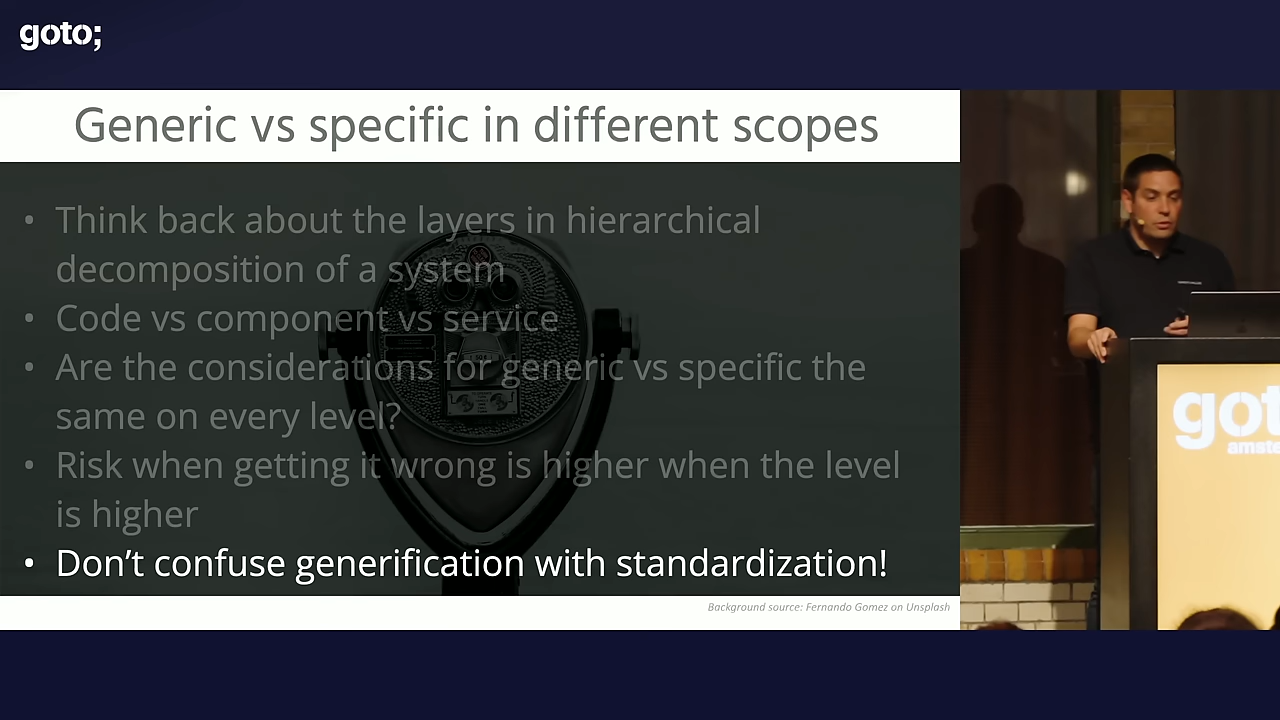 goto;
Generic vs specific in different scopes
• Think back about the layers in hierarchical
decomposition of a system
• Code vs component vs service
• Are the considerations for generic vs specific the
same on every level?
• Risk when getting it wrong is higher when the level
is higher
• Don’t confuse generification with standardization!
Background source: Fernando Gomez on Unsplash
got
amste